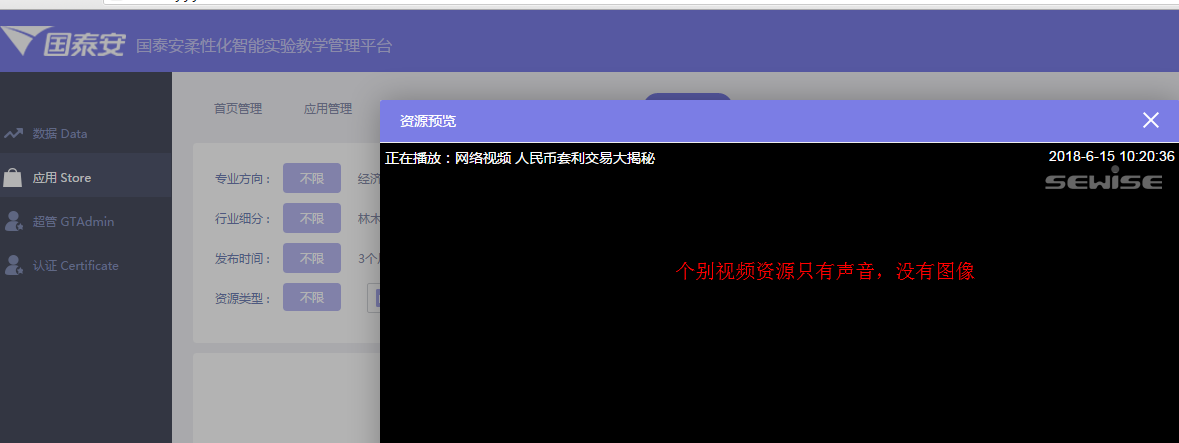 国泰安 国泰安柔性化智能实验教学管理平台
首页管理 应用管理
资源预览
数据 Data
应用 Store
超管 GTAdmin
认证 Certificate
专业方向： 不限 经济
行业细分： 不限 林木
发布时间： 不限 3个
资源类型： 不限
正在播放：网络视频 人民币套利交易大揭秘
2018-6-15 10:20:36
SEWISE
个别视频资源只有声音，没有图像